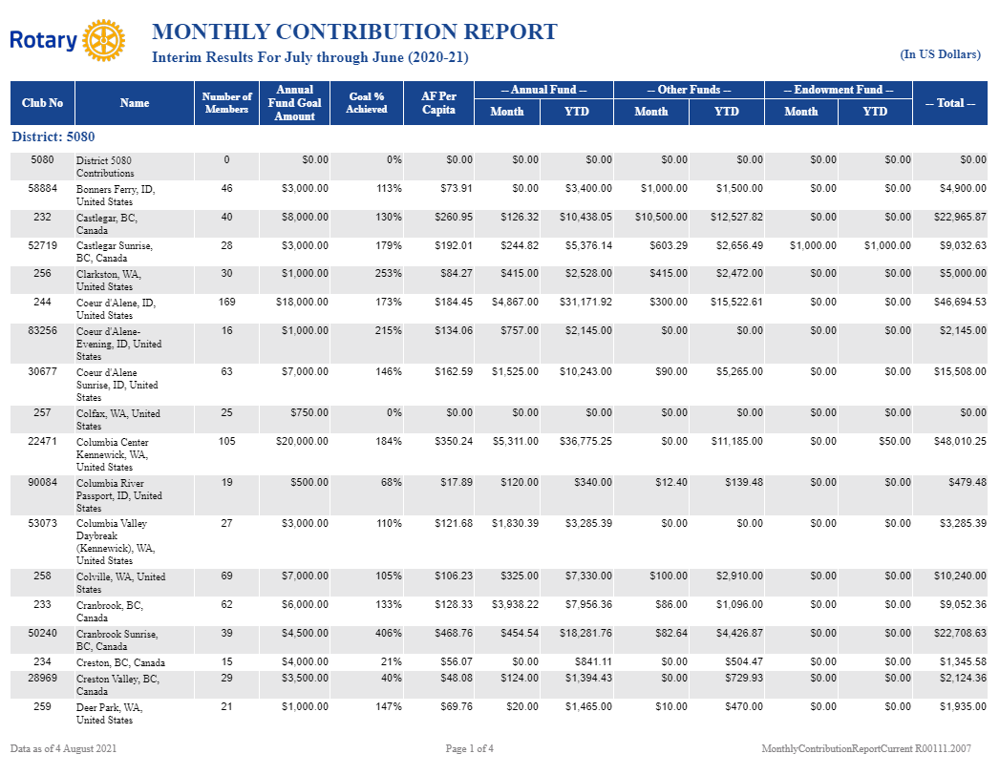 Rotary
MONTHLY CONTRIBUTION REPORT
Interim Results For July through June (2020-21)
(In US Dollars)
Club No Name Number of Members Annual Fund Goal Amount Goal % Achieved AF Per Capita -- Annual Fund -- Month YTD -- Other Funds -- Month YTD -- Endowment Fund -- Month YTD -- Total --
District: 5080
5080 District 5080 0 $0.00 0% $0.00 $0.00 $0.00 $0.00 $0.00 $0.00 $0.00 $0.00
Contributions
58884 Bonners Ferry, ID, 46 $3,000.00 113% $73.91 $0.00 $3,400.00 $1,000.00 $1,500.00 $0.00 $0.00 $4,900.00
United States
232 Castlegar, BC, 40 $8,000.00 130% $260.95 $126.32 $10,438.05 $10,500.00 $12,527.82 $0.00 $0.00 $22,965.87
Canada
52719 Castlegar Sunrise, 28 $3,000.00 179% $192.01 $244.82 $5,376.14 $603.29 $2,656.49 $1,000.00 $1,000.00 $9,032.63
BC, Canada
256 Clarkston, WA, 30 $1,000.00 253% $84.27 $415.00 $2,528.00 $415.00 $2,472.00 $0.00 $0.00 $5,000.00
United States
244 Coeur d'Alene, ID, 169 $18,000.00 173% $184.45 $4,867.00 $31,171.92 $300.00 $15,522.61 $0.00 $0.00 $46,694.53
United States
83256 Coeur d'Alene- 16 $1,000.00 215% $134.06 $757.00 $2,145.00 $0.00 $0.00 $0.00 $0.00 $2,145.00
Evening, ID, United
States
30677 Coeur d'Alene 63 $7,000.00 146% $162.59 $1,525.00 $10,243.00 $90.00 $5,265.00 $0.00 $0.00 $15,508.00
Sunrise, ID, United
States
257 Colfax, WA, United 25 $750.00 0% $0.00 $0.00 $0.00 $0.00 $0.00 $0.00 $0.00 $0.00
States
22471 Columbia Center 105 $20,000.00 184% $350.24 $5,311.00 $36,775.25 $0.00 $11,185.00 $0.00 $50.00 $48,010.25
Kennewick, WA,
United States
90084 Columbia River 19 $500.00 68% $17.89 $120.00 $340.00 $12.40 $139.48 $0.00 $0.00 $479.48
Passport, ID, United
States
53073 Columbia Valley 27 $3,000.00 110% $121.68 $1,830.39 $3,285.39 $0.00 $0.00 $0.00 $0.00 $3,285.39
Daybreak
(Kennewick), WA,
United States
258 Colville, WA, United 69 $7,000.00 105% $106.23 $325.00 $7,330.00 $100.00 $2,910.00 $0.00 $0.00 $10,240.00
States
233 Cranbrook, BC, 62 $6,000.00 133% $128.33 $3,938.22 $7,956.36 $86.00 $1,096.00 $0.00 $0.00 $9,052.36
Canada
50240 Cranbrook Sunrise, 39 $4,500.00 406% $468.76 $454.54 $18,281.76 $82.64 $4,426.87 $0.00 $0.00 $22,708.63
BC, Canada
234 Creston, BC, Canada 15 $4,000.00 21% $56.07 $0.00 $841.11 $0.00 $504.47 $0.00 $0.00 $1,345.58
28969 Creston Valley, BC, 29 $3,500.00 40% $48.08 $124.00 $1,394.43 $0.00 $729.93 $0.00 $0.00 $2,124.36
Canada
259 Deer Park, WA, 21 $1,000.00 147% $69.76 $20.00 $1,465.00 $10.00 $470.00 $0.00 $0.00 $1,935.00
United States
Data as of 4 August 2021 Page 1 of 4 MonthlyContributionReportCurrent R00111.2007